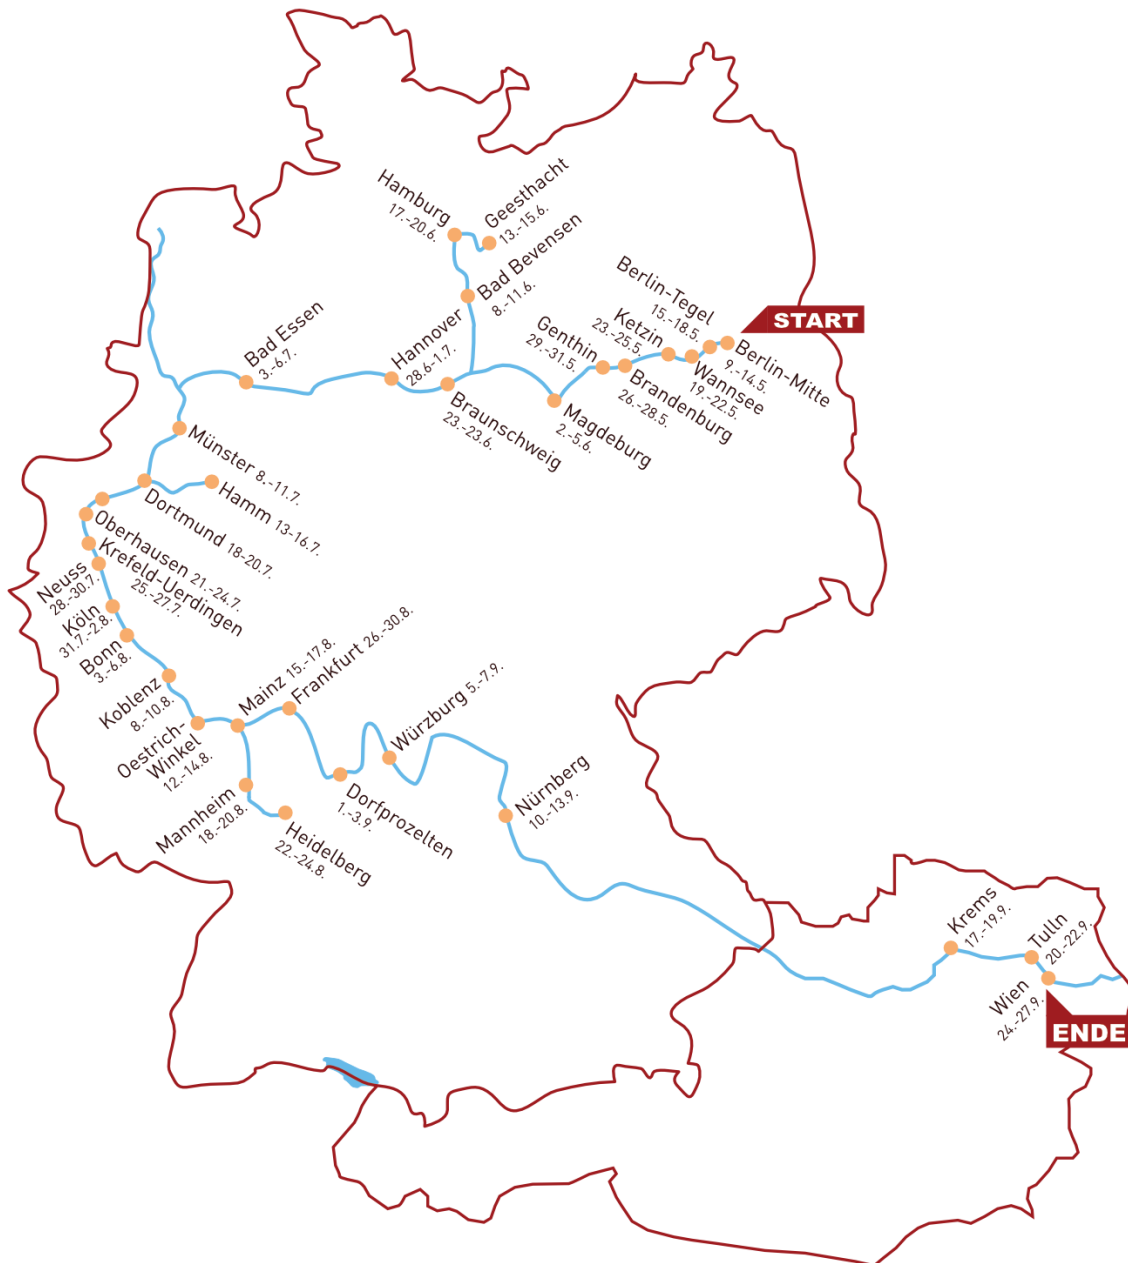 Hamburg
17.-20.6.
Geesthacht
13.-15.6.
Bad Bevensen
8.-11.6.
Berlin-Tegel
15.-18.5.
START
Ketzin
23.-25.5.
Genthin
29.-31.5.
Hannover
28.6-1.7.
Bad Essen
3.-6.7.
Berlin-Mitte
9.-14.5.
Wannsee
19.-22.5.
Brandenburg
26.-28.5.
Magdeburg
2.-5.6.
Braunschweig
23.-23.6.
Münster 8.-11.7.
Hamm 13-16.7.
Dortmund 18-20.7.
Oberhausen 21.-24.7.
Krefeld-Uerdingen
25.-27.7.
Neuss
28.-30.7.
Köln
31.7.-2.8.
Bonn
3.-6.8.
Koblenz
8.-10.8.
Oestrich-
Winkel
12.-14.8.
Mainz 15.-17.8.
Frankfurt 26.-30.8.
Würzburg 5.-7.9.
Mannheim
18.-20.8.
Heidelberg
22.-24.8.
Dorfprozelten
1.-3.9.
Nürnberg
10.-13.9.
Krems
17.-19.9.
Tulln
20.-22.9.
Wien
24.-27.9.
ENDE